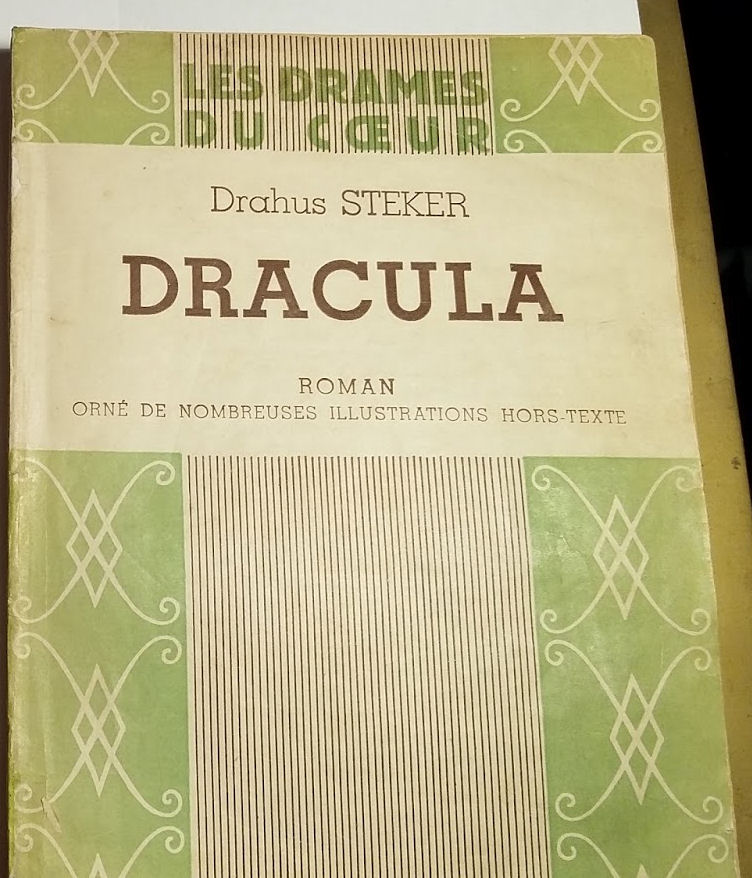 LES DRAMES
DU CŒUR
Drahus STEKER
DRACULA
ROMAN
ORNÉ DE NOMBREUSES ILLUSTRATIONS HORS-TEXTE